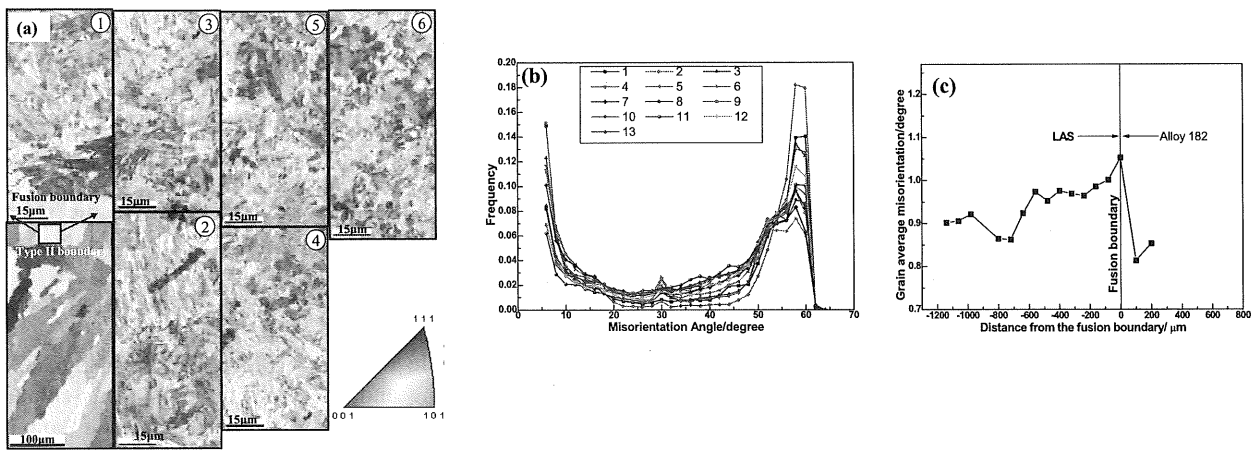 (a)
1
3
5
6
Fusion boundary
15μm
15μm
15μm
15μm
Type II boundary
2
4
100μm
15μm
15μm
111
001
101
(b)
0.20
0.18
0.16
0.14
0.12
0.10
0.08
0.06
0.04
0.02
0.00
Frequency
1 2 3
4 5 6
7 8 9
10 11 12
13
0 10 20 30 40 50 60 70
Misorientation Angle/degree
(c)
1.2
1.1
1.0
0.9
0.8
0.7
Grain average misorientation/degree
LAS
Alloy 182
Fusion boundary
-1200 -1000 -800 -600 -400 -200 0 200 400 600 800
Distance from the fusion boundary/ μm